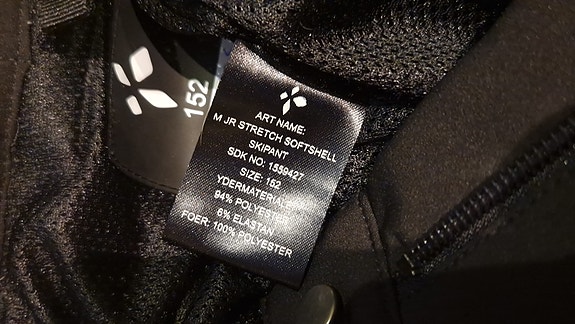 152
ART NAME:
M JR STRETCH SOFTSHELL
SKIPANT
SDK NO: 1559427
SIZE: 152
YDERMATERIALE:
94% POLYESTER
6% ELASTAN
FOER: 100% POLYESTER